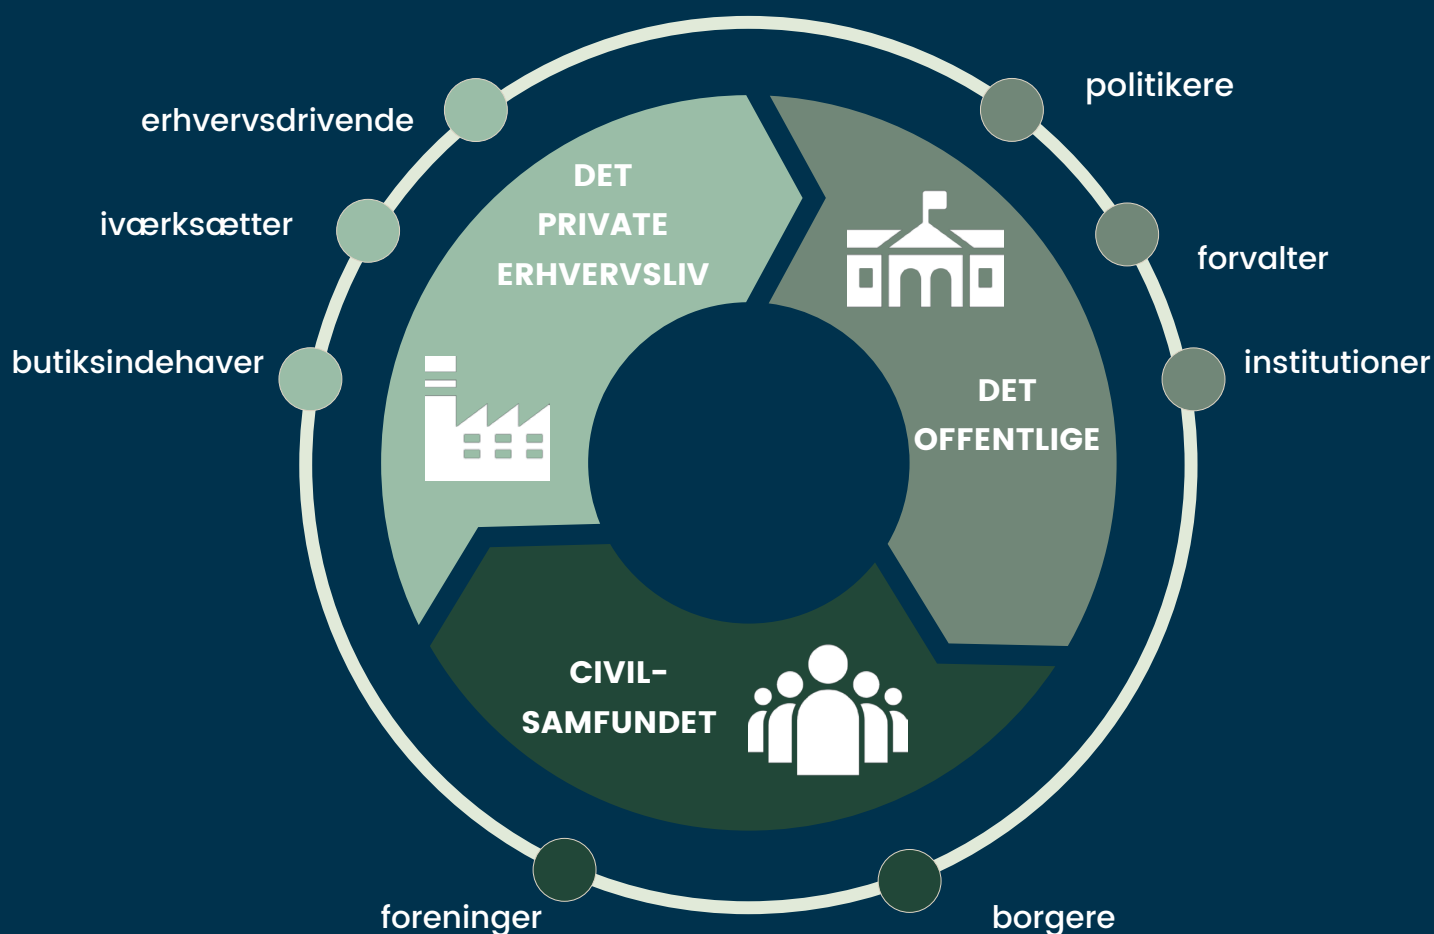 politikere
erhvervsdrivende
DET
PRIVATE
ERHVERVSLIV
iværksætter
forvalter
butiksindehaver
institutioner
DET
OFFENTLIGE
CIVIL-
SAMFUNDET
foreninger
borgere